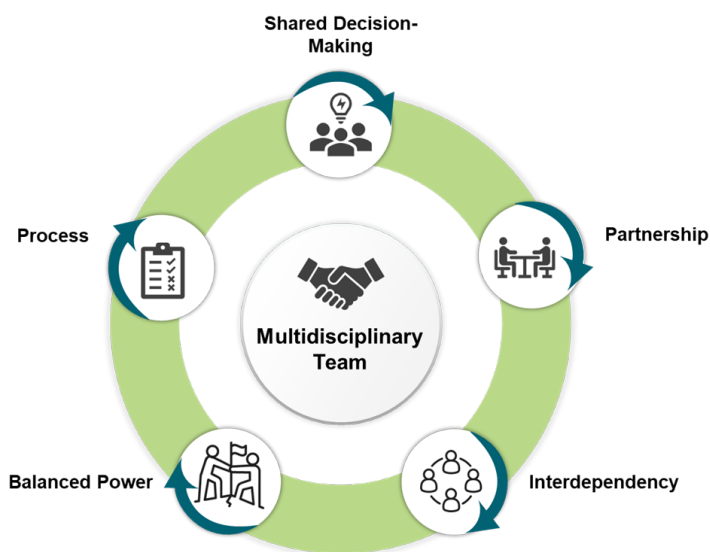 Shared Decision-
Making
Process
Partnership
Multidisciplinary
Team
Balanced Power
Interdependency